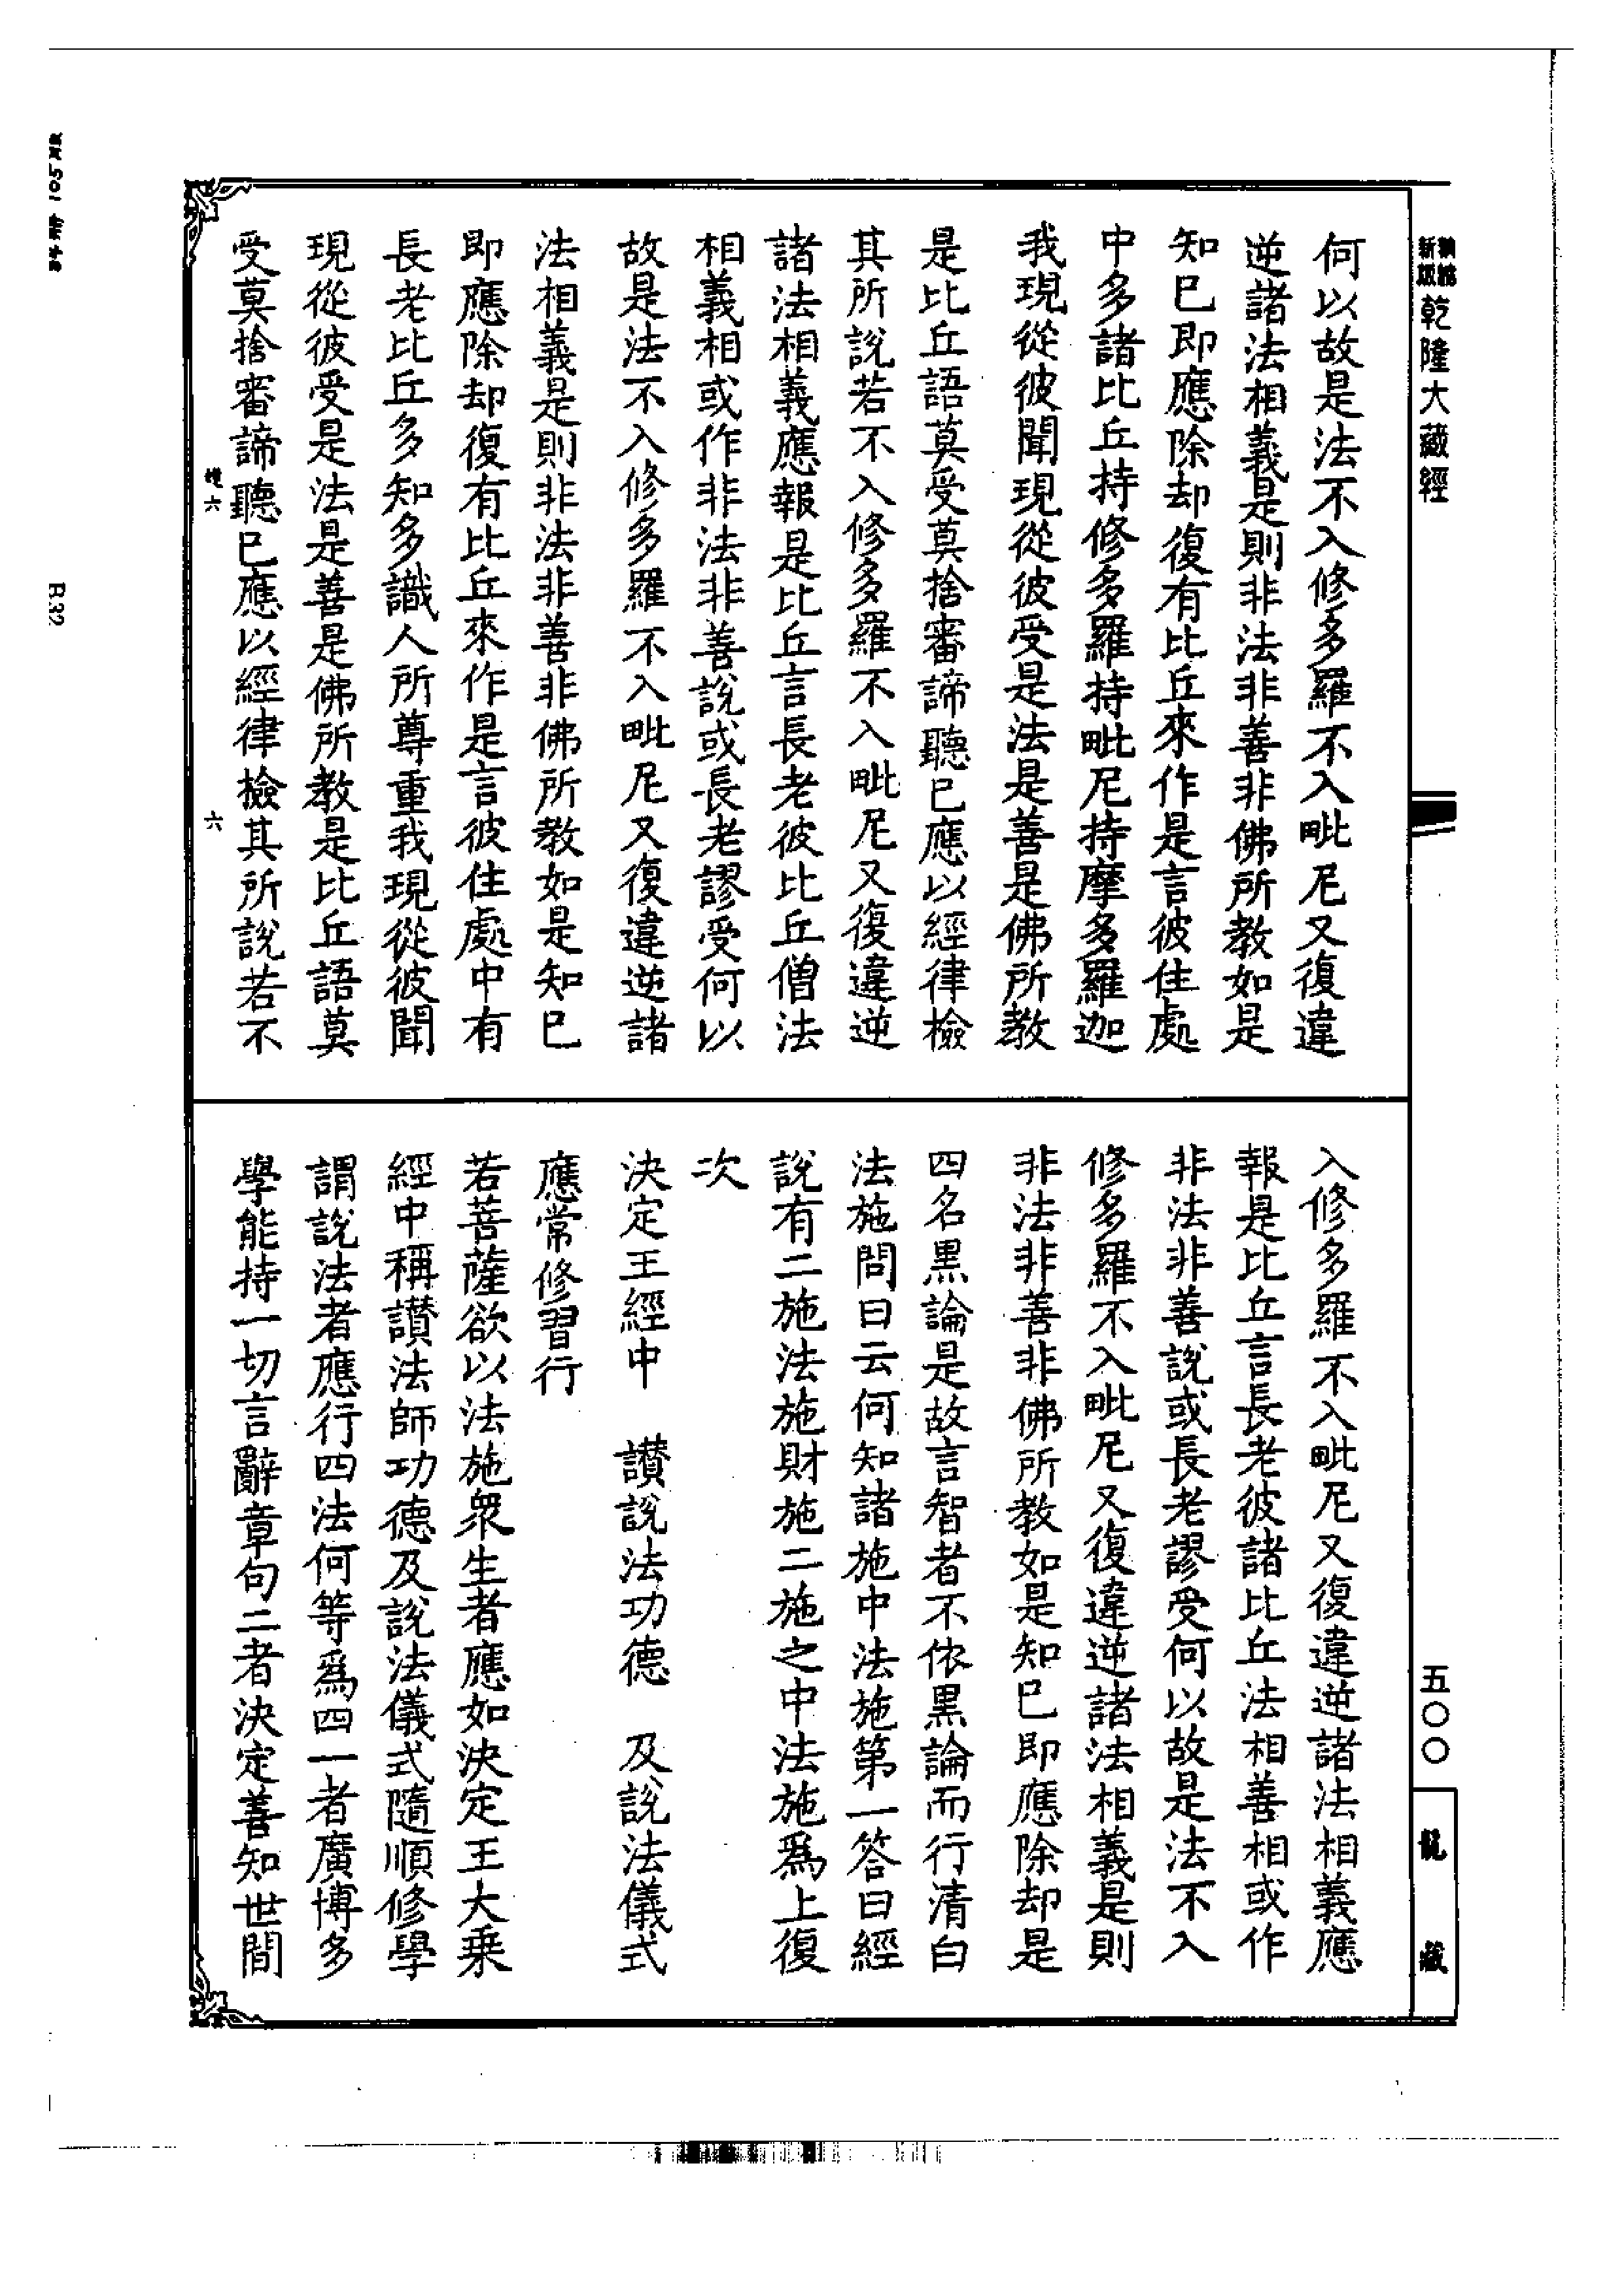 乾隆大藏經
五〇〇
龍藏
何以故是法不入修多羅不入毗尼又復違
逆諸法相義是則非法非善非佛所教如是
知已即應除却復有比丘來作是言彼住處
中多諸比丘持修多羅持毗尼持摩多羅迦
我現從彼聞現從彼受是法是善是佛所教
是比丘語莫受莫捨審諦聽已應以經律檢
其所說若不入修多羅不入毗尼又復違逆
諸法相義應報是比丘言長老彼比丘僧法
相義相或作非法非善說或長老謬受何以
故是法不入修多羅不入毗尼又復違逆諸
法相義是則非法非善非佛所教如是知已
即應除却復有比丘來作是言彼住處中有
長老比丘多知多識人所尊重我現從彼聞
現從彼受是法是善是佛所教是比丘語莫
受莫捨審諦聽已應以經律檢其所說若不
六
入修多羅不入毗尼又復違逆諸法相義應
報是比丘言長老彼諸比丘法相善相或作
非法非善說或長老謬受何以故是法不入
修多羅不入毗尼又復違逆諸法相義是則
非法非善非佛所教如是知已即應除却是
四名黑論是故言智者不依黑論而行清白
法施問曰云何知諸施中法施第一答曰經
說有二施法施財施二施之中法施爲上復
次
決定王經中 讚說法功德 及說法儀式
應常修習行
若菩薩欲以法施衆生者應如決定王大乘
經中稱讚法師功德及說法儀式隨順修學
謂說法者應行四法何等爲四一者廣博多
學能持一切言辭章句二者決定善知世間